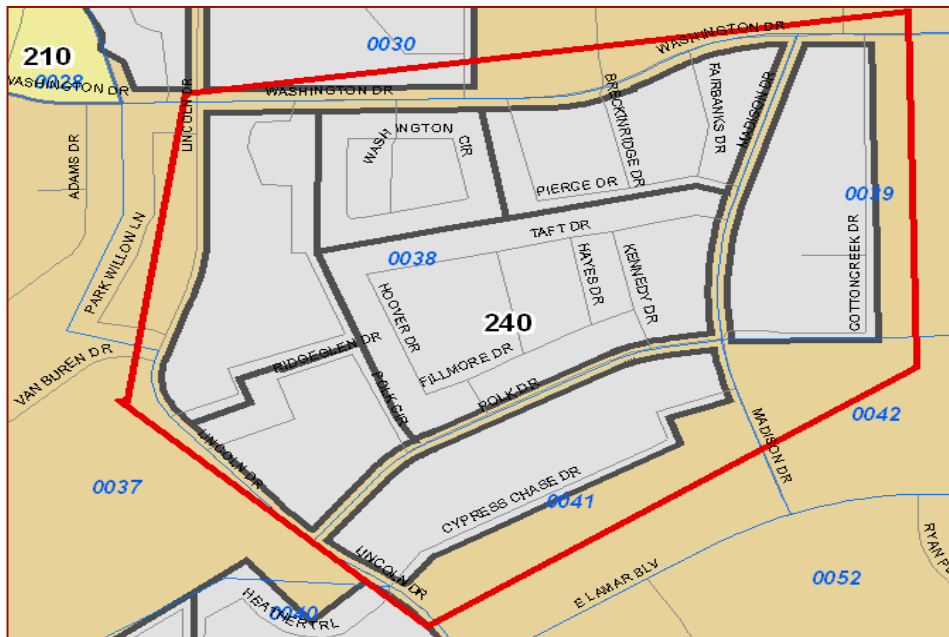 0030
WASHINGTON DR
210
0028
WASHINGTON DR
WASHINGTON DR
LINCOLN DR
BRECKINRIDGE DR
FAIRBANKS DR
MADISON DR
WASHINGTON
CIR
ADAMS DR
PIERCE DR
0039
PARK WILLOW LN
TAFT DR
0038
HAYES DR
KENNEDY DR
COTTONCREEK DR
HOOVER DR
240
RIDGEGLEN DR
VAN BUREN DR
FILLMORE DR
POLK CIR
POLK DR
0042
LINCOLN DR
MADISON DR
0037
CYPRESS CHASE DR
0041
RYAN
LINCOLN DR
E LAMAR BLV
0052
HEATHER TRL
0040